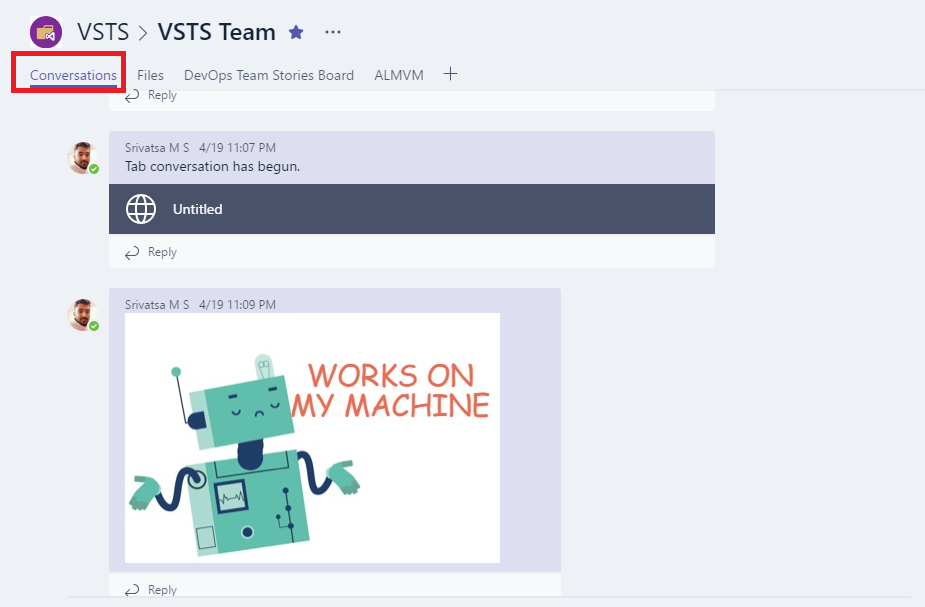 VSTS > VSTS Team ★ ...
Conversations Files DevOps Team Stories Board ALMVM +
Reply
Srivatsa M S 4/19 11:07 PM
Tab conversation has begun.
Untitled
Reply
Srivatsa M S 4/19 11:09 PM
WORKS ON
MY MACHINE
Reply